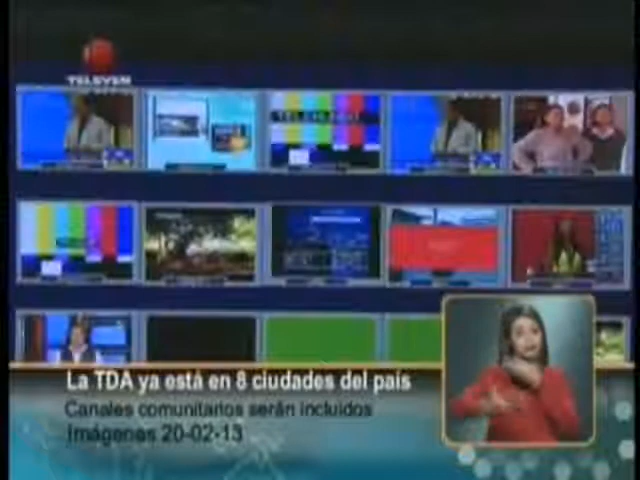 TELEVEN
La TDA ya está en 8 ciudades del país
Canales comunitarios serán incluidos
Imágenes 20-02-13